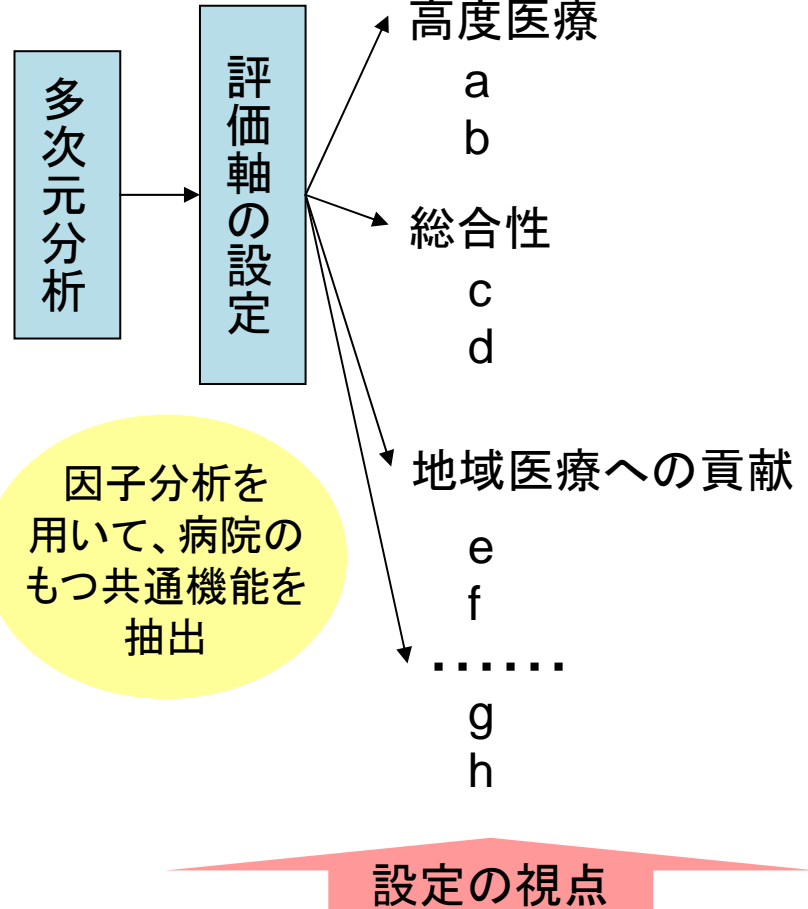 多次元分析
評価軸の設定
高度医療
a
b
総合性
c
d
地域医療への貢献
e
f
・・・・・・
g
h
因子分析を
用いて、病院の
もつ共通機能を
抽出
設定の視点